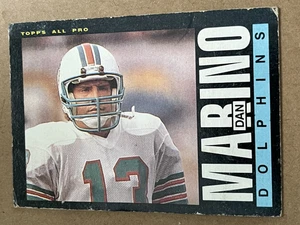 TOPPS ALL PRO
13
MARINO
DAN
DOLPHINS